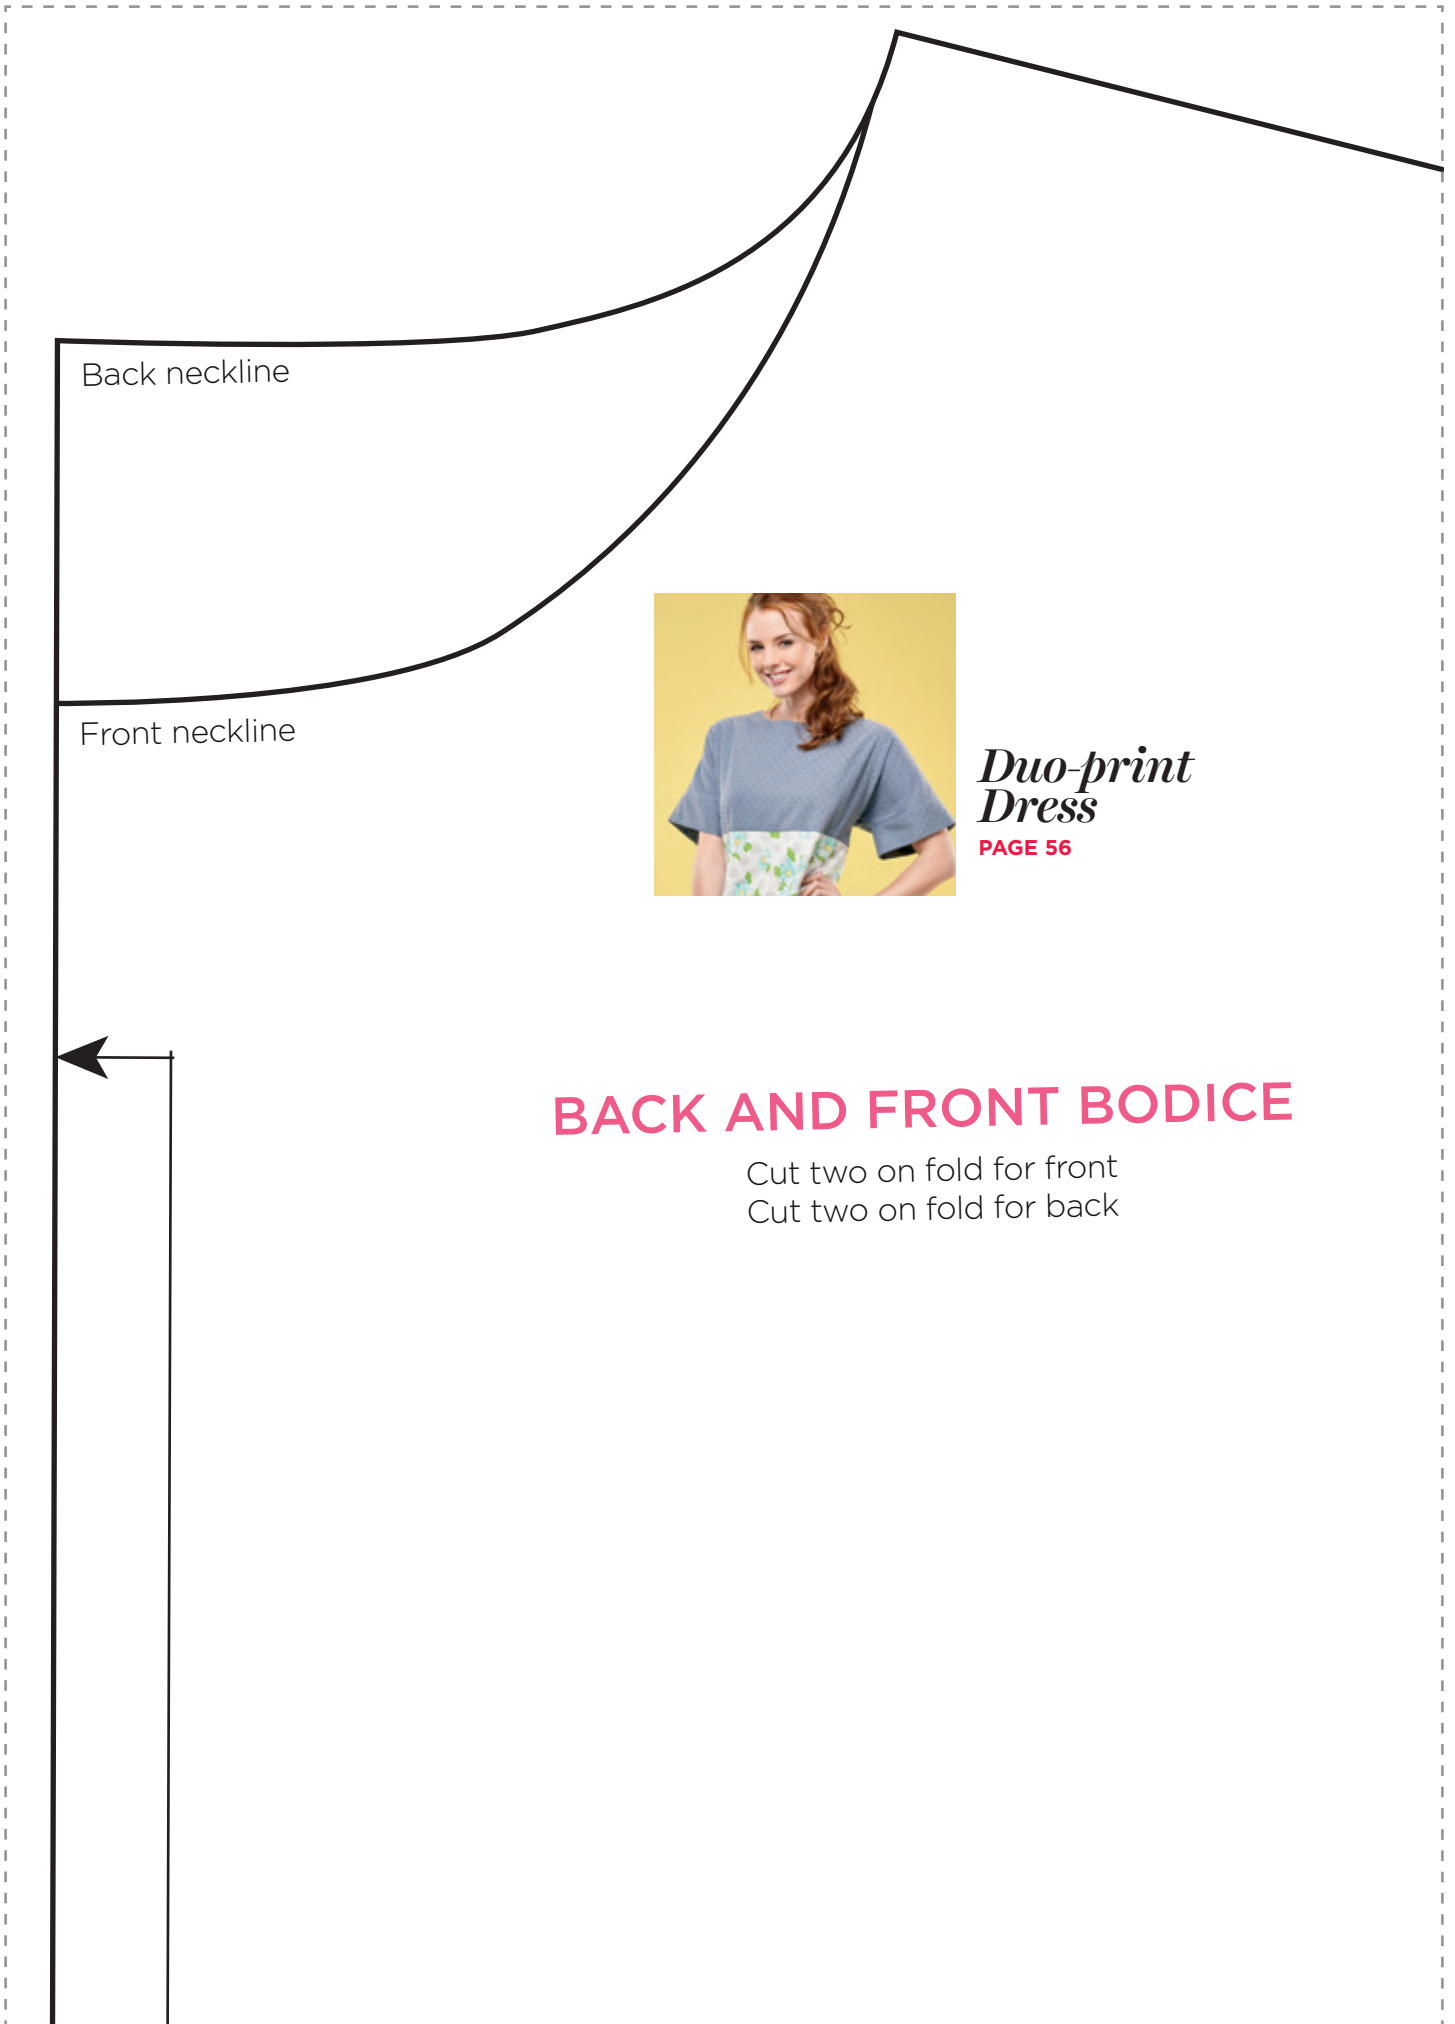 Back neckline
Front neckline
Duo-print
Dress
PAGE 56
BACK AND FRONT BODICE
Cut two on fold for front
Cut two on fold for back